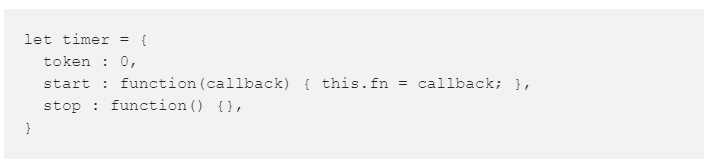 let timer = {
  token : 0,
  start : function(callback) { this.fn = callback; },
  stop : function() {},
}